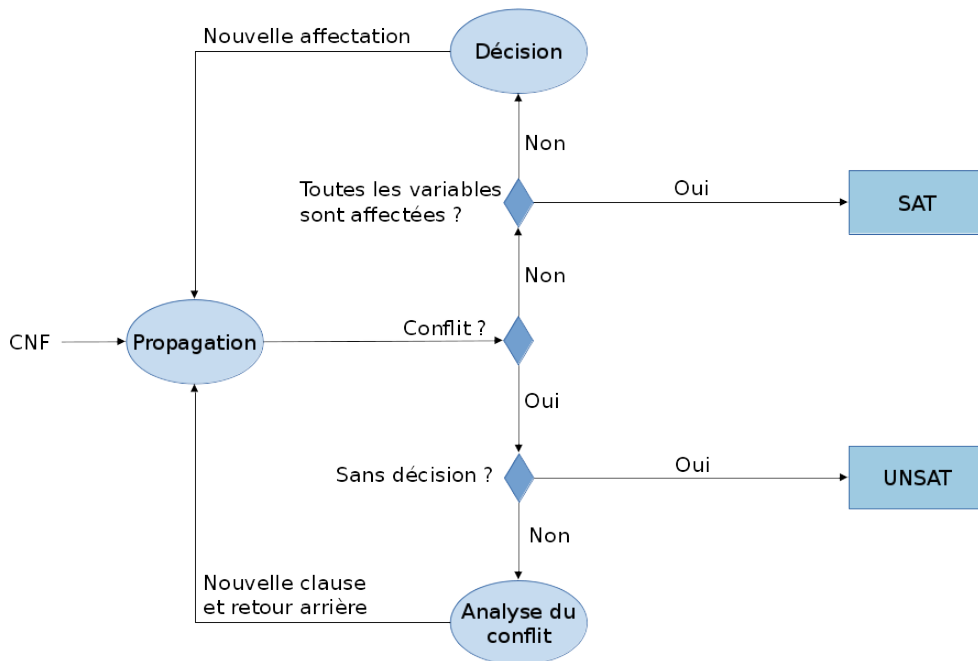 Nouvelle affectation
Décision
Non
Toutes les variables
sont affectées ?
Oui
SAT
Non
CNF
Propagation
Conflit ?
Oui
Sans décision ?
Oui
UNSAT
Non
Nouvelle clause
et retour arrière
Analyse du
conflit